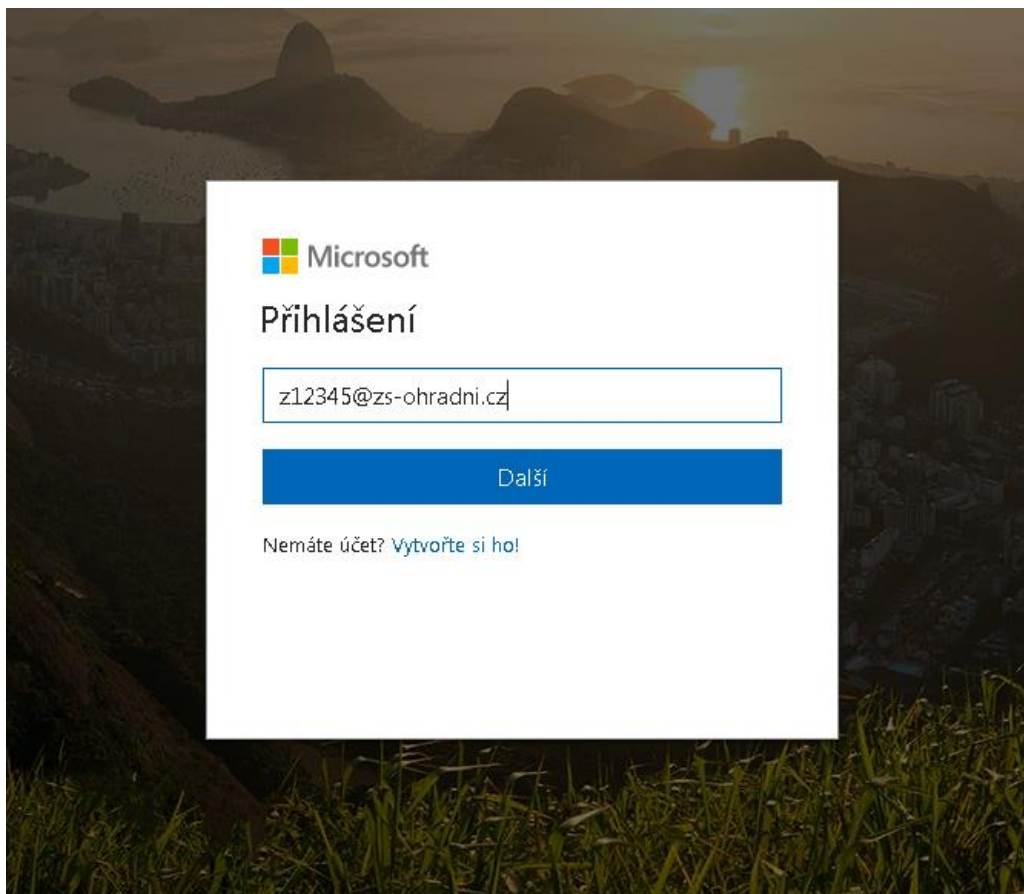 Microsoft
Přihlášení
z12345@zs-ohradni.cz
Další
Nemáte účet? Vytvořte si ho!